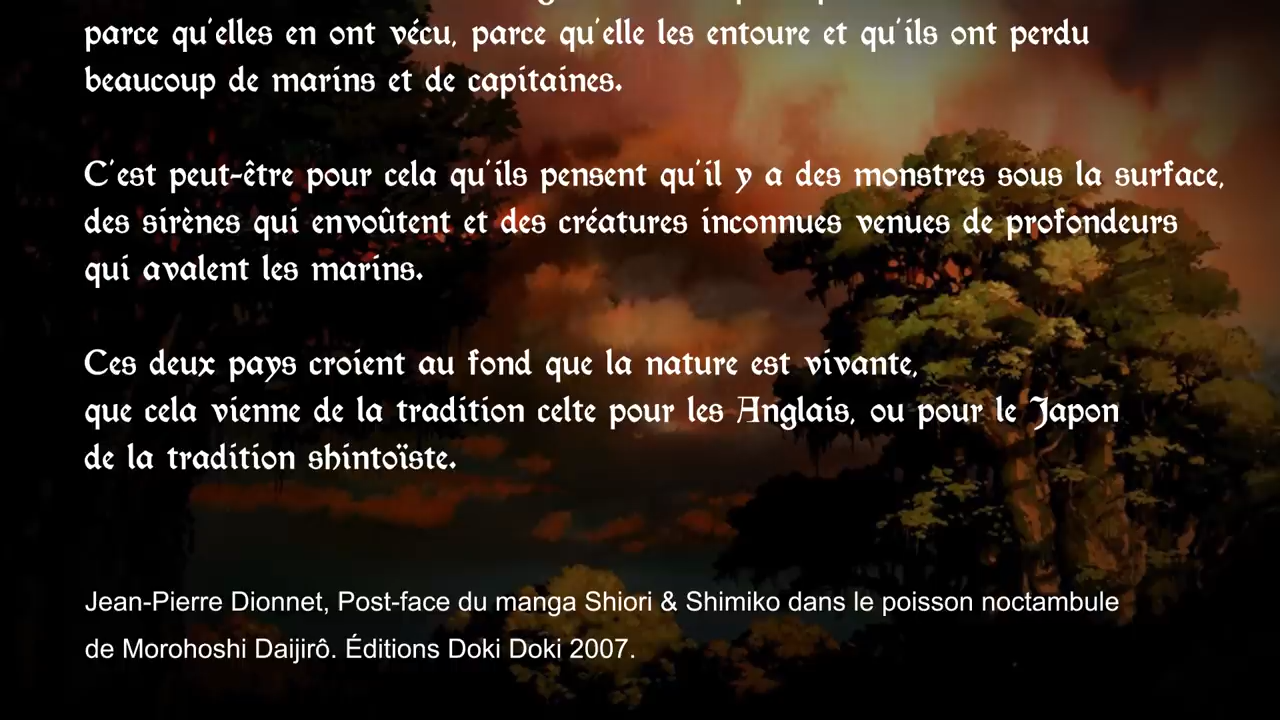 parce qu'elles en ont vécu, parce qu'elle les entoure et qu'ils ont perdu
beaucoup de marins et de capitaines.
C'est peut-être pour cela qu'ils pensent qu'il y a des monstres sous la surface,
des sirènes qui envoûtent et des créatures inconnues venues de profondeurs
qui avalent les marins.
Ces deux pays croient au fond que la nature est vivante,
que cela vienne de la tradition celte pour les Anglais, ou pour le Japon
de la tradition shintoïste.
Jean-Pierre Dionnet, Post-face du manga Shiori & Shimiko dans le poisson noctambule
de Morohoshi Daijirô. Éditions Doki Doki 2007.